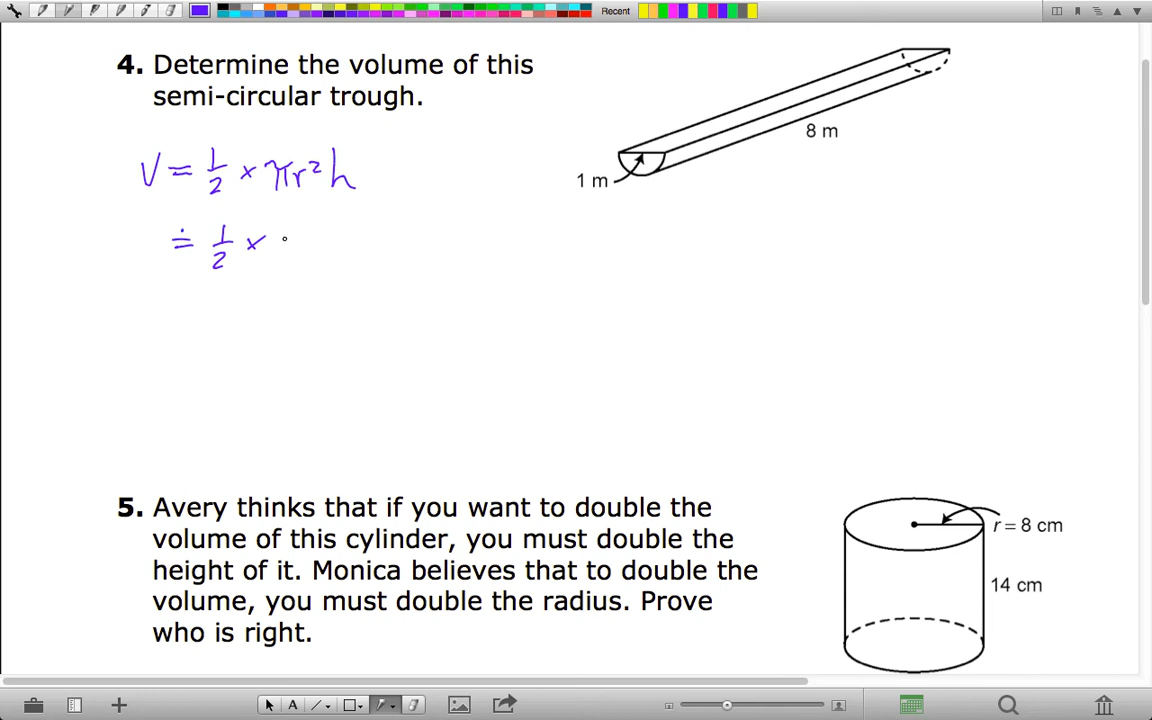 Recent
4. Determine the volume of this
semi-circular trough.
8 m
1 m
V = 1/2 × πr²h
≐ 1/2 ×
5. Avery thinks that if you want to double the
volume of this cylinder, you must double the
height of it. Monica believes that to double the
volume, you must double the radius. Prove
who is right.
r = 8 cm
14 cm
A